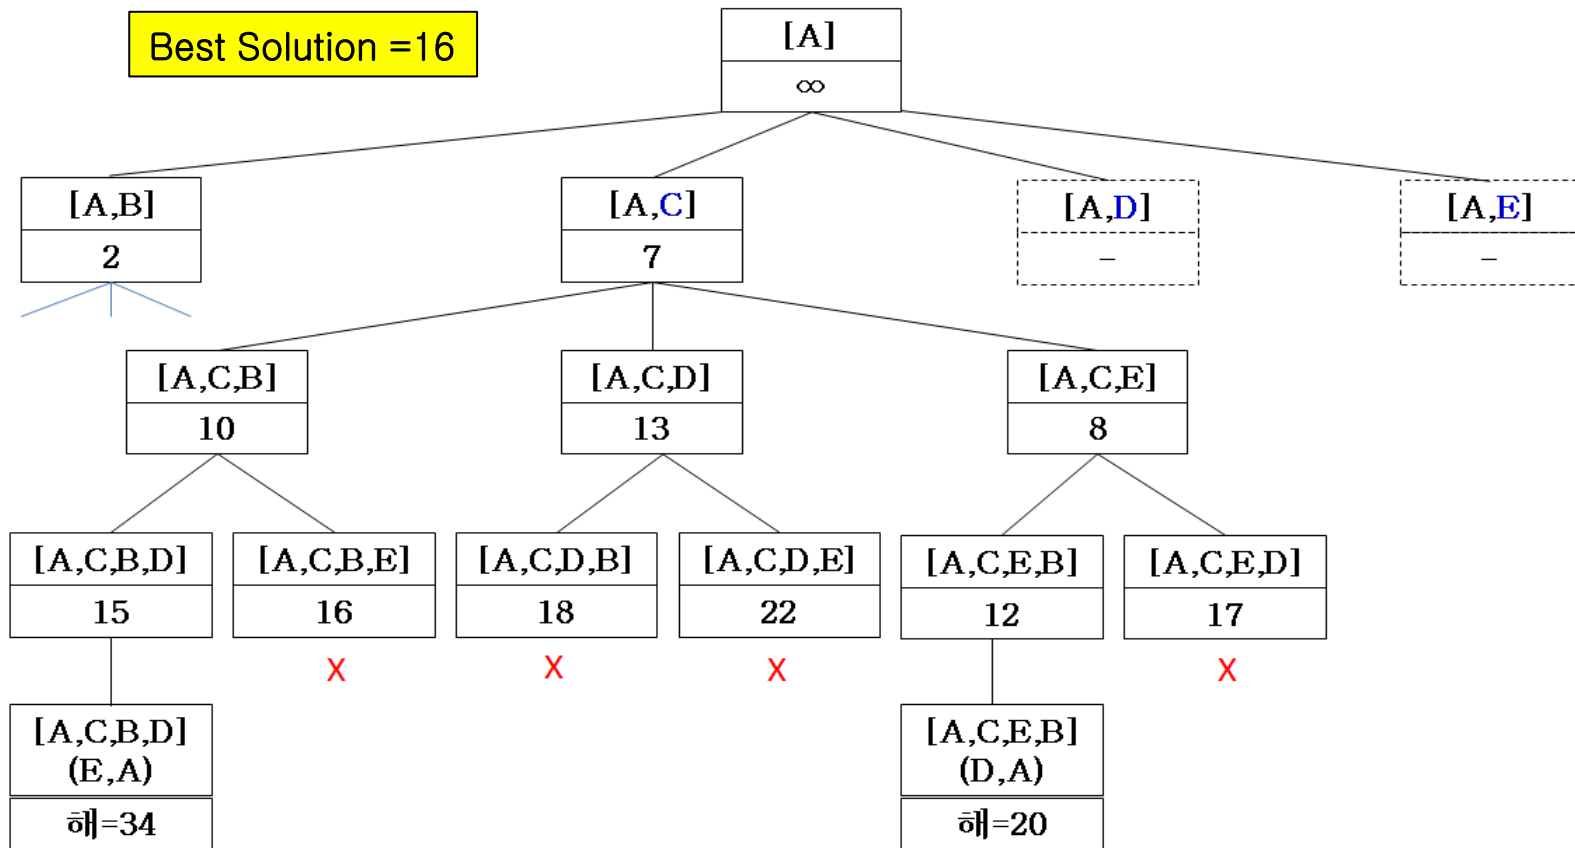 Best Solution =16
[A]
∞
[A,B]
2
[A,C]
7
[A,D]
–
[A,E]
–
[A,C,B]
10
[A,C,D]
13
[A,C,E]
8
[A,C,B,D]
15
[A,C,B,E]
16
[A,C,D,B]
18
[A,C,D,E]
22
[A,C,E,B]
12
[A,C,E,D]
17
X
X
X
X
[A,C,B,D]
(E,A)
해=34
[A,C,E,B]
(D,A)
해=20